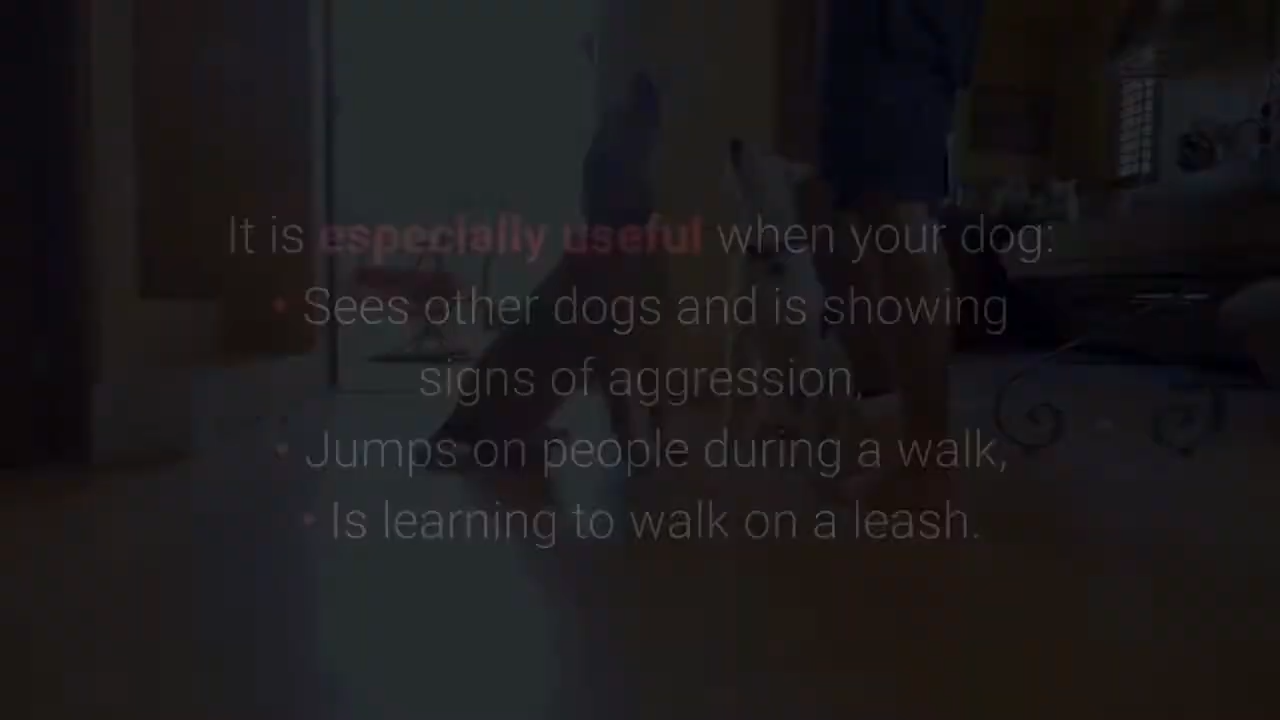 It is especially useful when your dog:
• Sees other dogs and is showing
signs of aggression,
• Jumps on people during a walk,
• Is learning to walk on a leash.